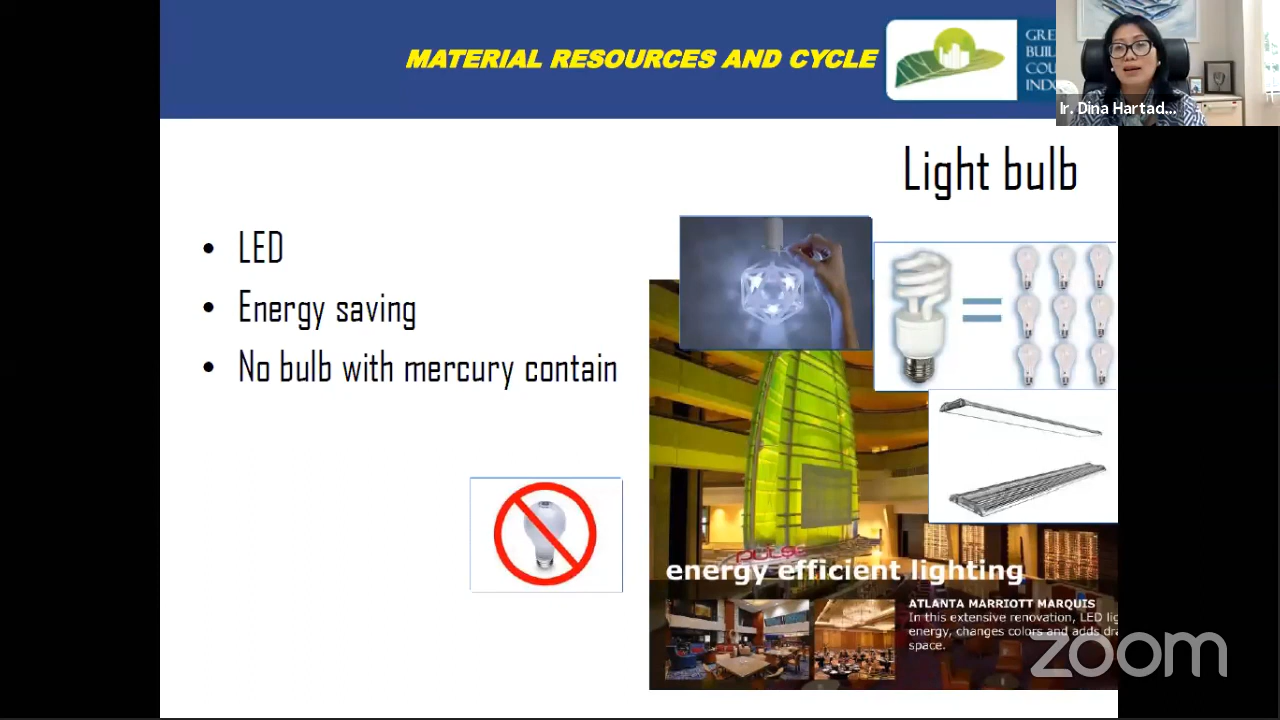 MATERIAL RESOURCES AND CYCLE
GRE
BUIL
COU
INDO
Ir. Dina Hartad...
Light bulb
• LED
• Energy saving
• No bulb with mercury contain
=
pulse
energy efficient lighting
ATLANTA MARRIOTT MARQUIS
In this extensive renovation, LED lig
energy, changes colors and adds dra
space.
zoom